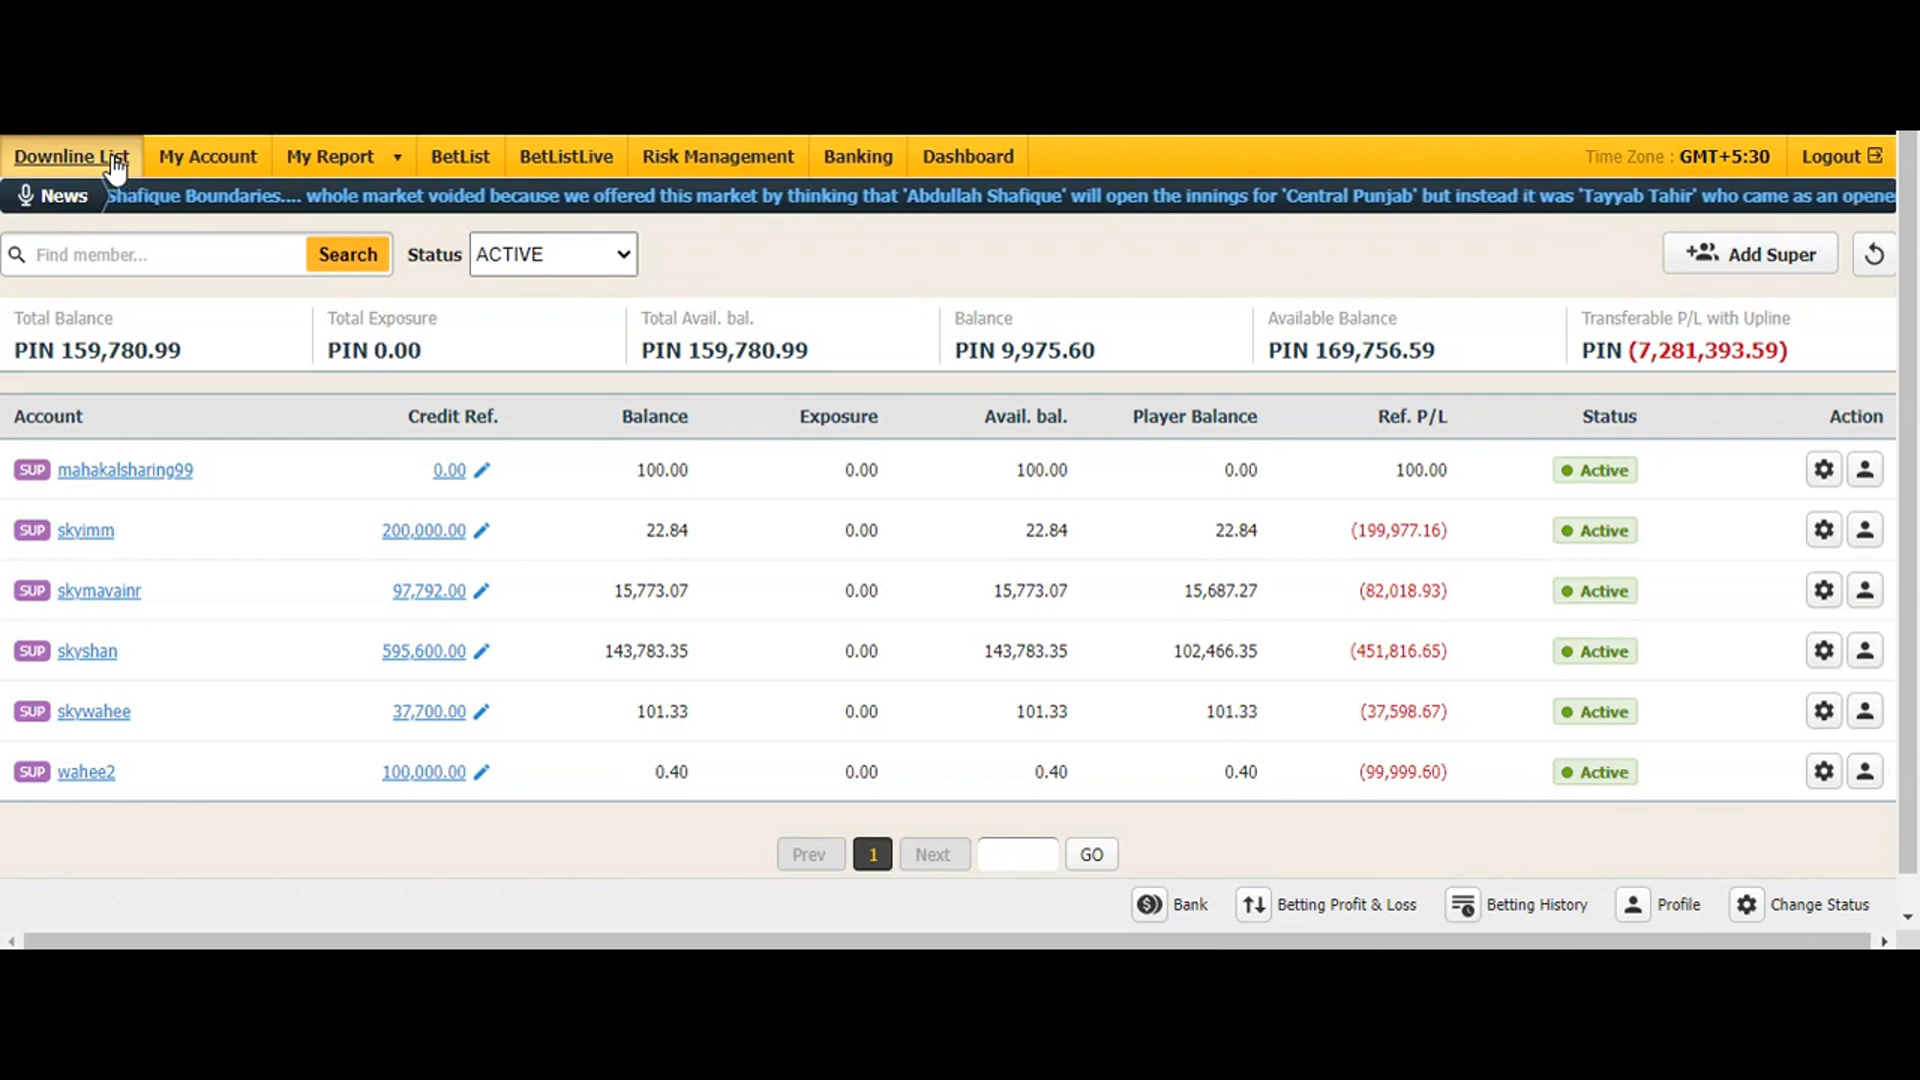 Downline List My Account My Report BetList BetListLive Risk Management Banking Dashboard Time Zone : GMT+5:30 Logout
News Shafique Boundaries.... whole market voided because we offered this market by thinking that 'Abdullah Shafique' will open the innings for 'Central Punjab' but instead it was 'Tayyab Tahir' who came as an opene
Find member... Search Status ACTIVE Add Super
Total Balance Total Exposure Total Avail. bal. Balance Available Balance Transferable P/L with Upline
PIN 159,780.99 PIN 0.00 PIN 159,780.99 PIN 9,975.60 PIN 169,756.59 PIN (7,281,393.59)
Account Credit Ref. Balance Exposure Avail. bal. Player Balance Ref. P/L Status Action
SUP mahakalsharing99 0.00 100.00 0.00 100.00 0.00 100.00 Active
SUP skyimm 200,000.00 22.84 0.00 22.84 22.84 (199,977.16) Active
SUP skymavainr 97,792.00 15,773.07 0.00 15,773.07 15,687.27 (82,018.93) Active
SUP skyshan 595,600.00 143,783.35 0.00 143,783.35 102,466.35 (451,816.65) Active
SUP skywahee 37,700.00 101.33 0.00 101.33 101.33 (37,598.67) Active
SUP wahee2 100,000.00 0.40 0.00 0.40 0.40 (99,999.60) Active
Prev 1 Next GO
Bank Betting Profit & Loss Betting History Profile Change Status